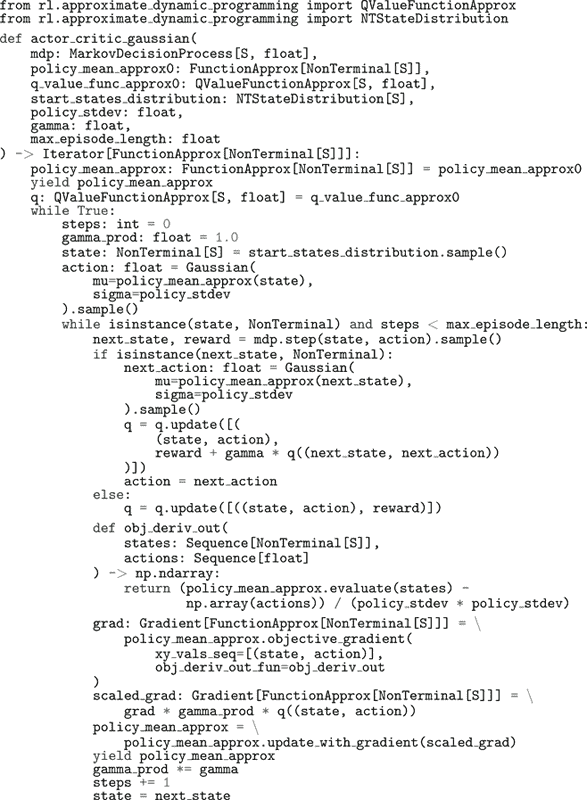 from rl.approximate_dynamic_programming import QValueFunctionApprox
from rl.approximate_dynamic_programming import NTStateDistribution
def actor_critic_gaussian(
    mdp: MarkovDecisionProcess[S, float],
    policy_mean_approx0: FunctionApprox[NonTerminal[S]],
    q_value_func_approx0: QValueFunctionApprox[S, float],
    start_states_distribution: NTStateDistribution[S],
    policy_stdev: float,
    gamma: float,
    max_episode_length: float
) -> Iterator[FunctionApprox[NonTerminal[S]]]:
    policy_mean_approx: FunctionApprox[NonTerminal[S]] = policy_mean_approx0
    yield policy_mean_approx
    q: QValueFunctionApprox[S, float] = q_value_func_approx0
    while True:
        steps: int = 0
        gamma_prod: float = 1.0
        state: NonTerminal[S] = start_states_distribution.sample()
        action: float = Gaussian(
            mu=policy_mean_approx(state),
            sigma=policy_stdev
        ).sample()
        while isinstance(state, NonTerminal) and steps < max_episode_length:
            next_state, reward = mdp.step(state, action).sample()
            if isinstance(next_state, NonTerminal):
                next_action: float = Gaussian(
                    mu=policy_mean_approx(next_state),
                    sigma=policy_stdev
                ).sample()
                q = q.update([(
                    (state, action),
                    reward + gamma * q((next_state, next_action))
                )])
                action = next_action
            else:
                q = q.update([((state, action), reward)])
            def obj_deriv_out(
                states: Sequence[NonTerminal[S]],
                actions: Sequence[float]
            ) -> np.ndarray:
                return (policy_mean_approx.evaluate(states) -
                        np.array(actions)) / (policy_stdev * policy_stdev)
            grad: Gradient[FunctionApprox[NonTerminal[S]]] = \
                policy_mean_approx.objective_gradient(
                    xy_vals_seq=[(state, action)],
                    obj_deriv_out_fun=obj_deriv_out
            )
            scaled_grad: Gradient[FunctionApprox[NonTerminal[S]]] = \
                grad * gamma_prod * q((state, action))
            policy_mean_approx = \
                policy_mean_approx.update_with_gradient(scaled_grad)
            yield policy_mean_approx
            gamma_prod *= gamma
            steps += 1
            state = next_state